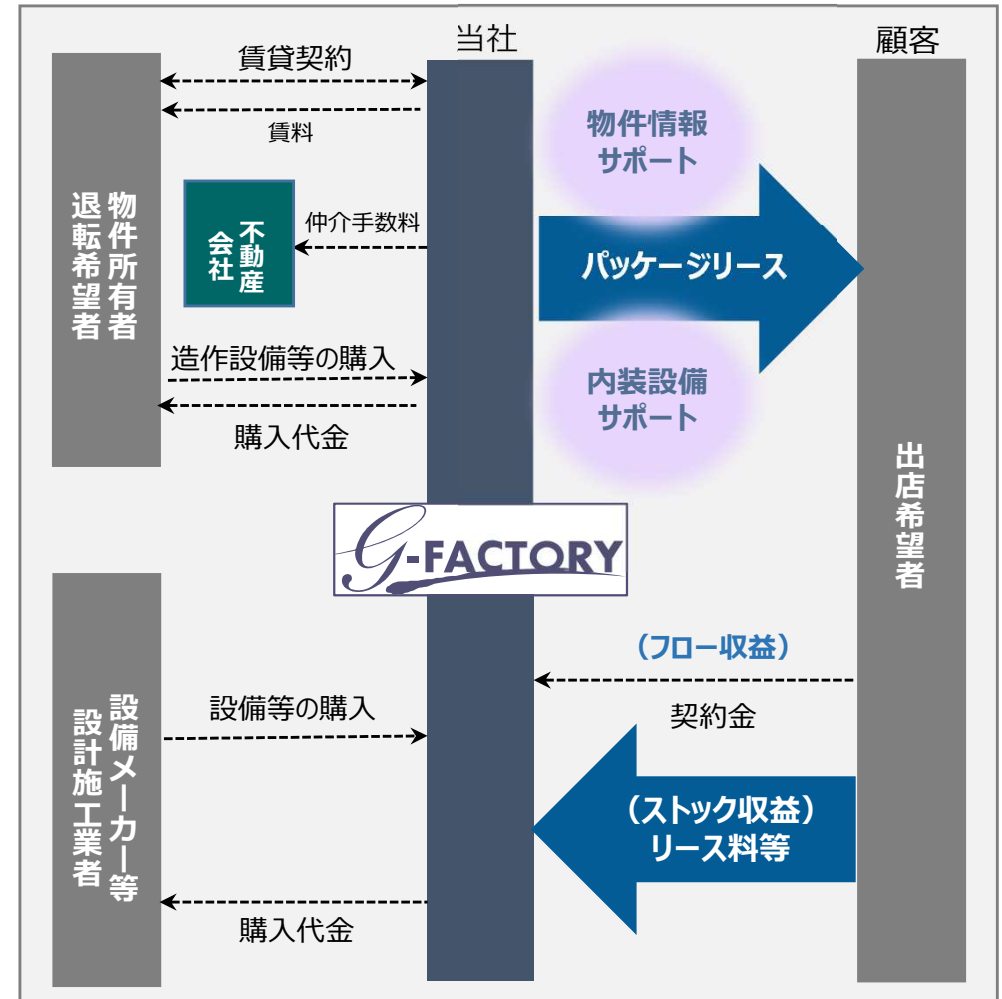 当社
顧客
賃貸契約
賃料
物件所有者
退転希望者
不動産
会社
仲介手数料
物件情報
サポート
パッケージリース
造作設備等の購入
購入代金
内装設備
サポート
出店希望者
G-FACTORY
(フロー収益)
契約金
設備メーカー等
設計施工業者
設備等の購入
(ストック収益)
リース料等
購入代金